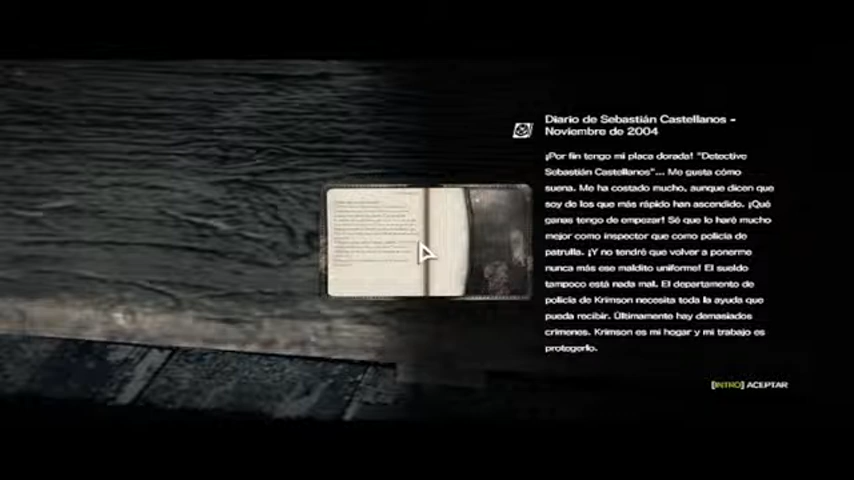 Diario de Sebastián Castellanos -
Noviembre de 2004
¡Por fin tengo mi placa dorada! "Detective
Sebastián Castellanos"... Me gusta cómo
suena. Me ha costado mucho, aunque dicen que
soy de los que más rápido han ascendido. ¡Qué
ganas tengo de empezar! Sé que lo haré mucho
mejor como inspector que como policía de
patrulla. ¡Y no tendré que volver a ponerme
nunca más ese maldito uniforme! El sueldo
tampoco está nada mal. El departamento de
policía de Krimson necesita toda la ayuda que
pueda recibir. Últimamente hay demasiados
crímenes. Krimson es mi hogar y mi trabajo es
protegerlo.
[INTRO] ACEPTAR